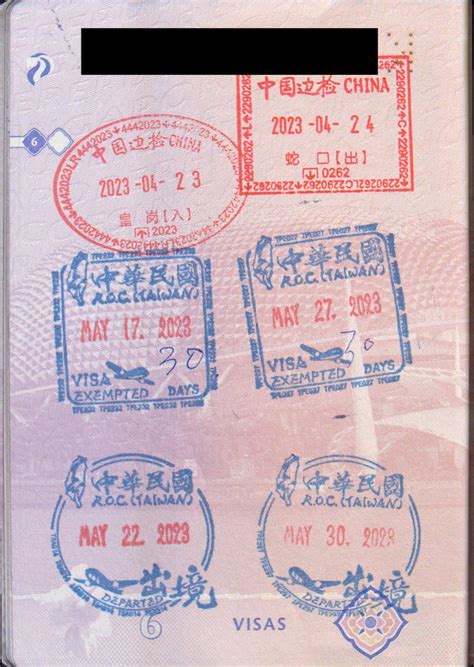 6
中国边检 CHINA
2023-04-24
蛇口［出］
0262
中国边检
2023-04-23
皇岗［入］
2023
中華民國
R.O.C.(TAIWAN)
MAY 17. 2023
30
VISA
EXEMPTED DAYS
中華民國
R.O.C.(TAIWAN)
MAY 27. 2023
30
VISA
EXEMPTED DAYS
中華民國
R.O.C.(TAIWAN)
MAY 22. 2023
出境
DEPARTED
中華民國
R.O.C.(TAIWAN)
MAY 30. 2023
出境
DEPARTED
6
VISAS